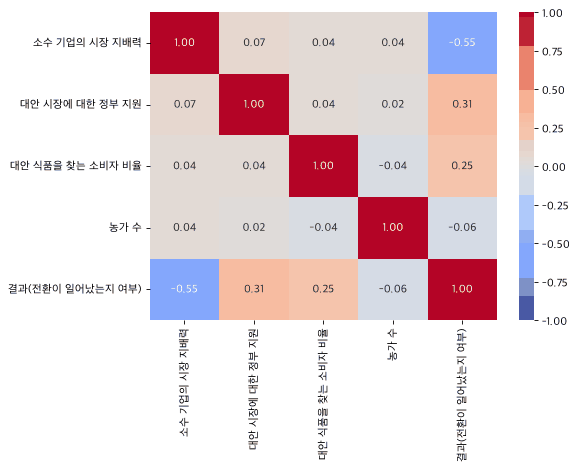 소수 기업의 시장 지배력
1.00 0.07 0.04 0.04 -0.55
대안 시장에 대한 정부 지원
0.07 1.00 0.04 0.02 0.31
대안 식품을 찾는 소비자 비율
0.04 0.04 1.00 -0.04 0.25
농가 수
0.04 0.02 -0.04 1.00 -0.06
결과(전환이 일어났는지 여부)
-0.55 0.31 0.25 -0.06 1.00
소수 기업의 시장 지배력
대안 시장에 대한 정부 지원
대안 식품을 찾는 소비자 비율
농가 수
결과(전환이 일어났는지 여부)
1.00
0.75
0.50
0.25
0.00
-0.25
-0.50
-0.75
-1.00